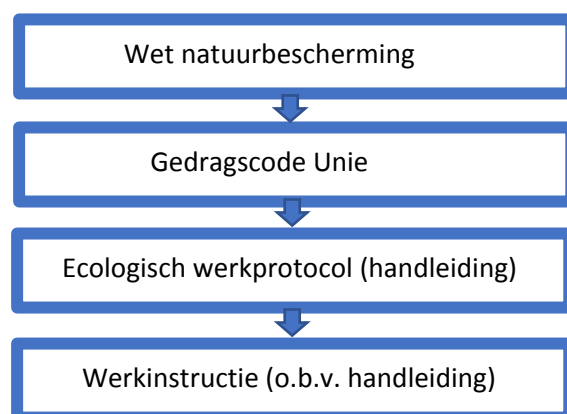 Wet natuurbescherming
Gedragscode Unie
Ecologisch werkprotocol (handleiding)
Werkinstructie (o.b.v. handleiding)